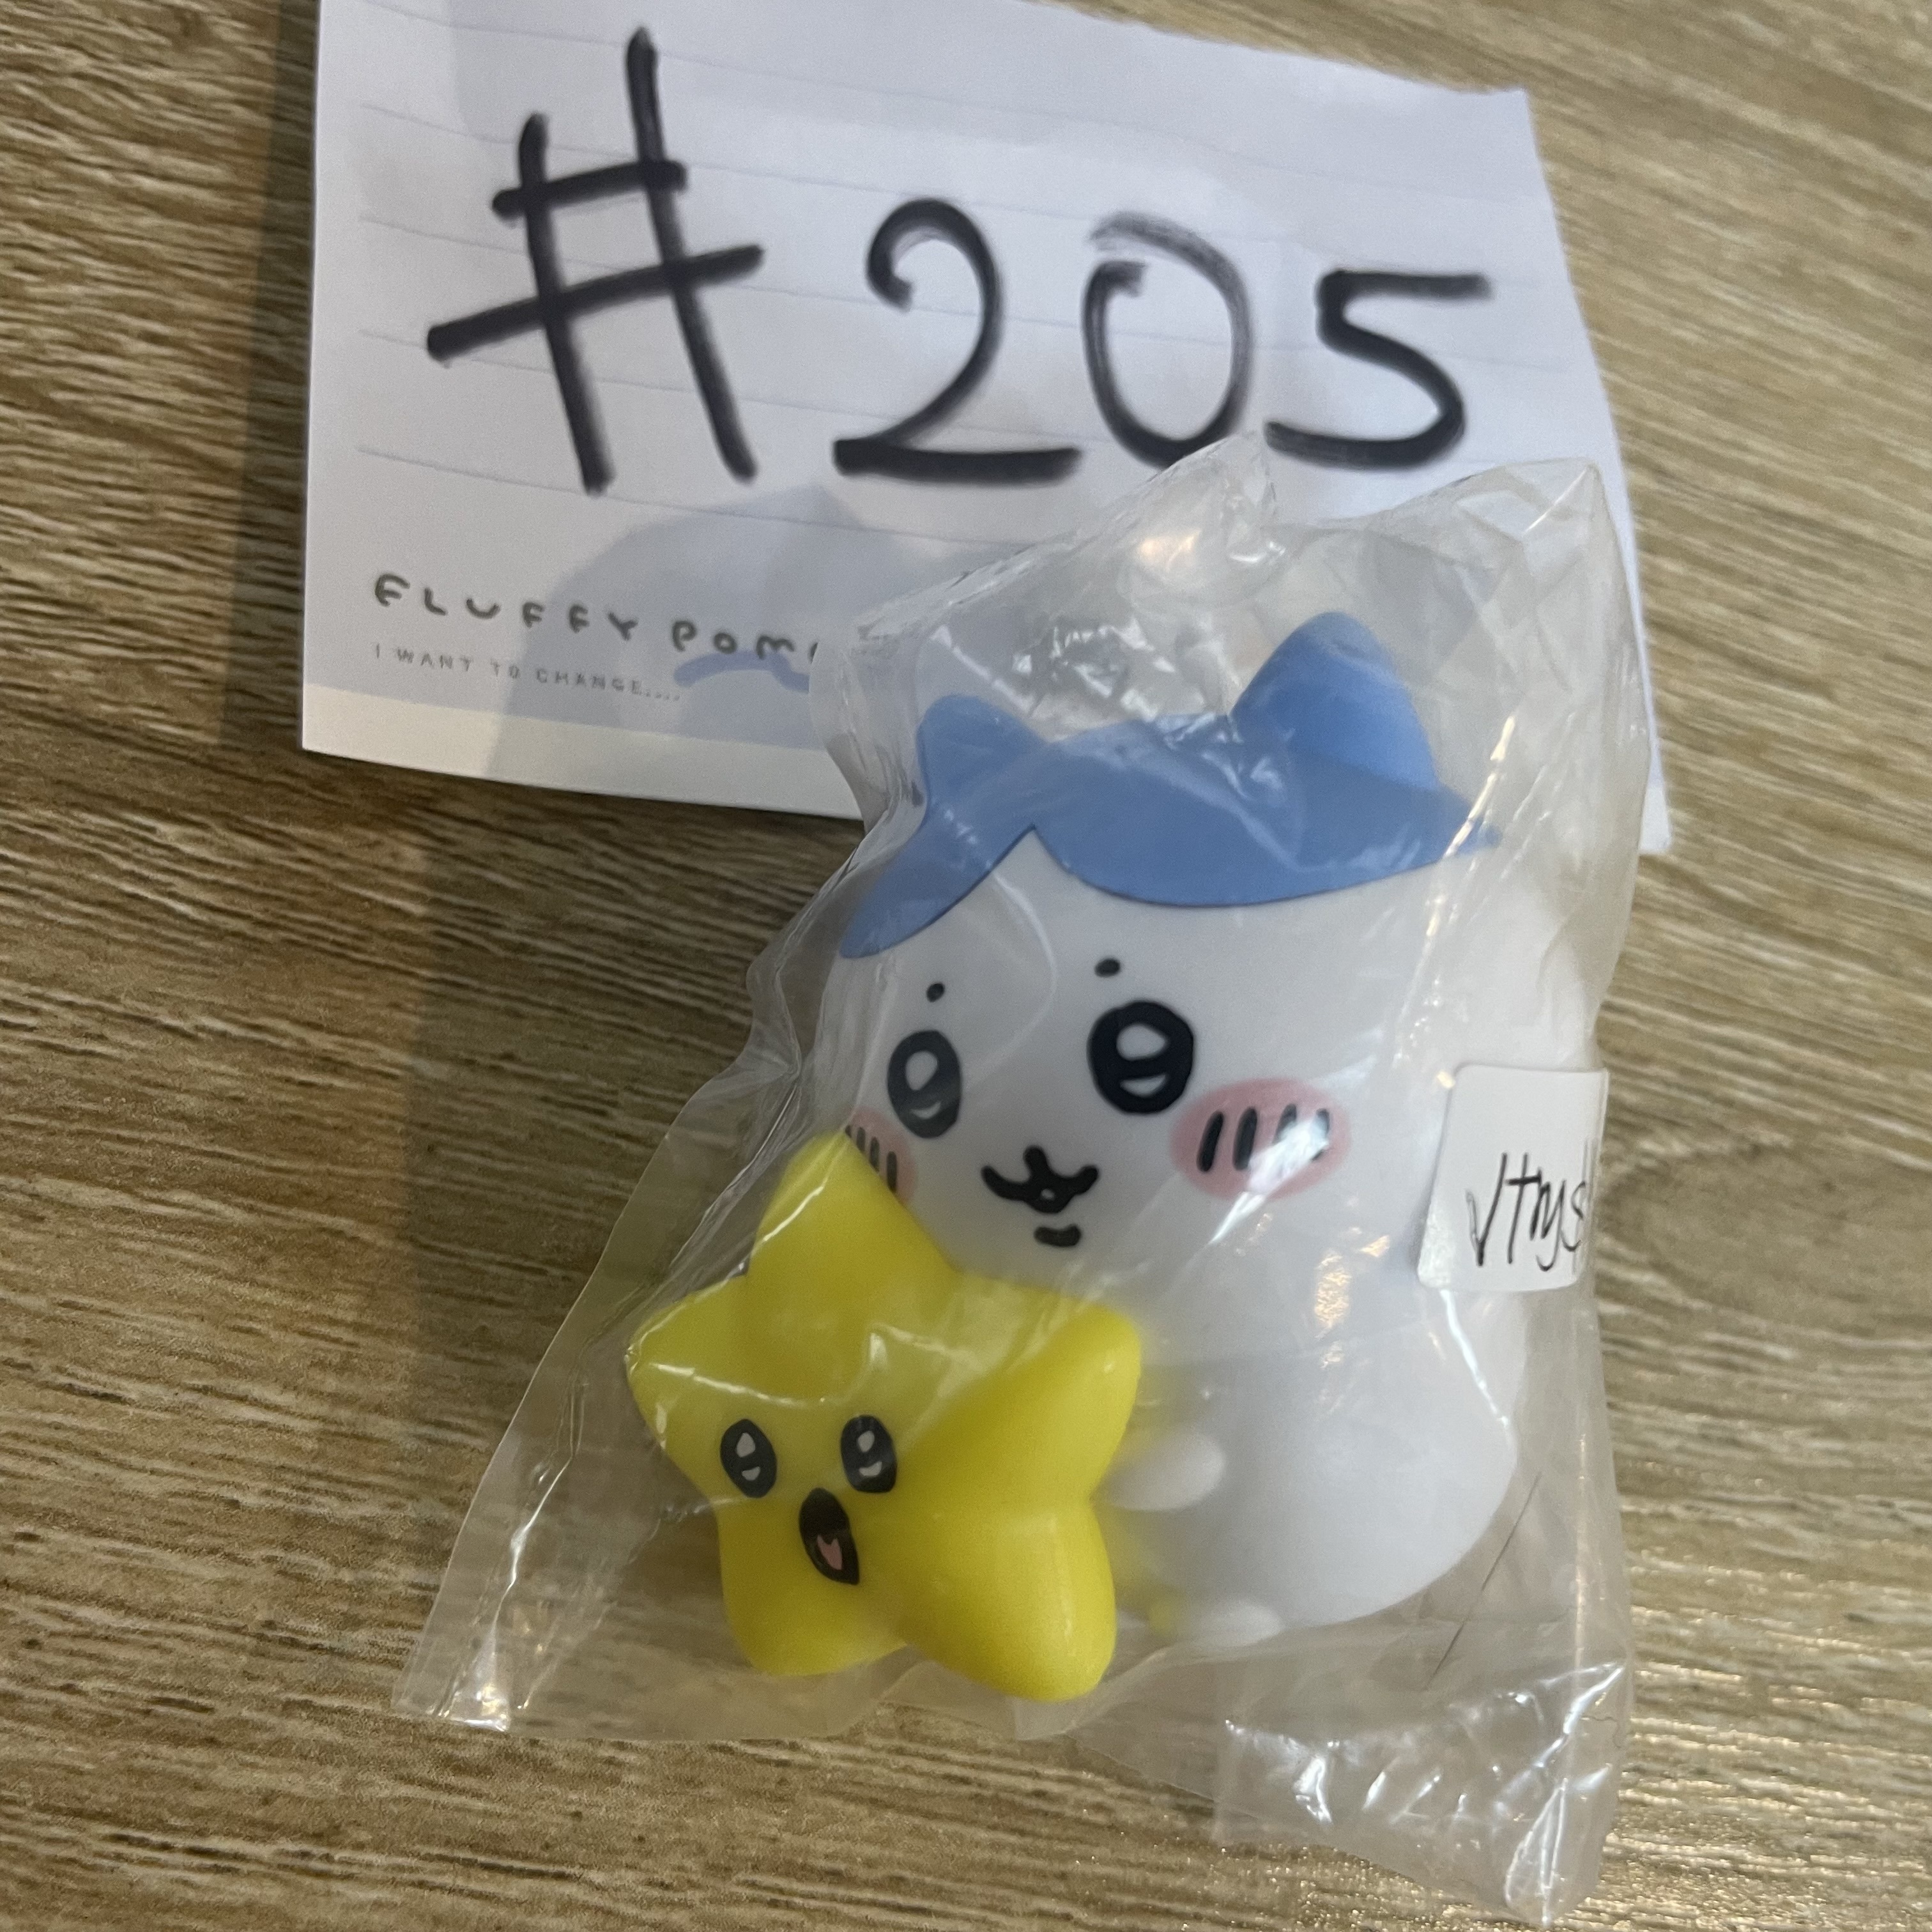 #205
FLUFFY POM
I WANT TO CHANGE....